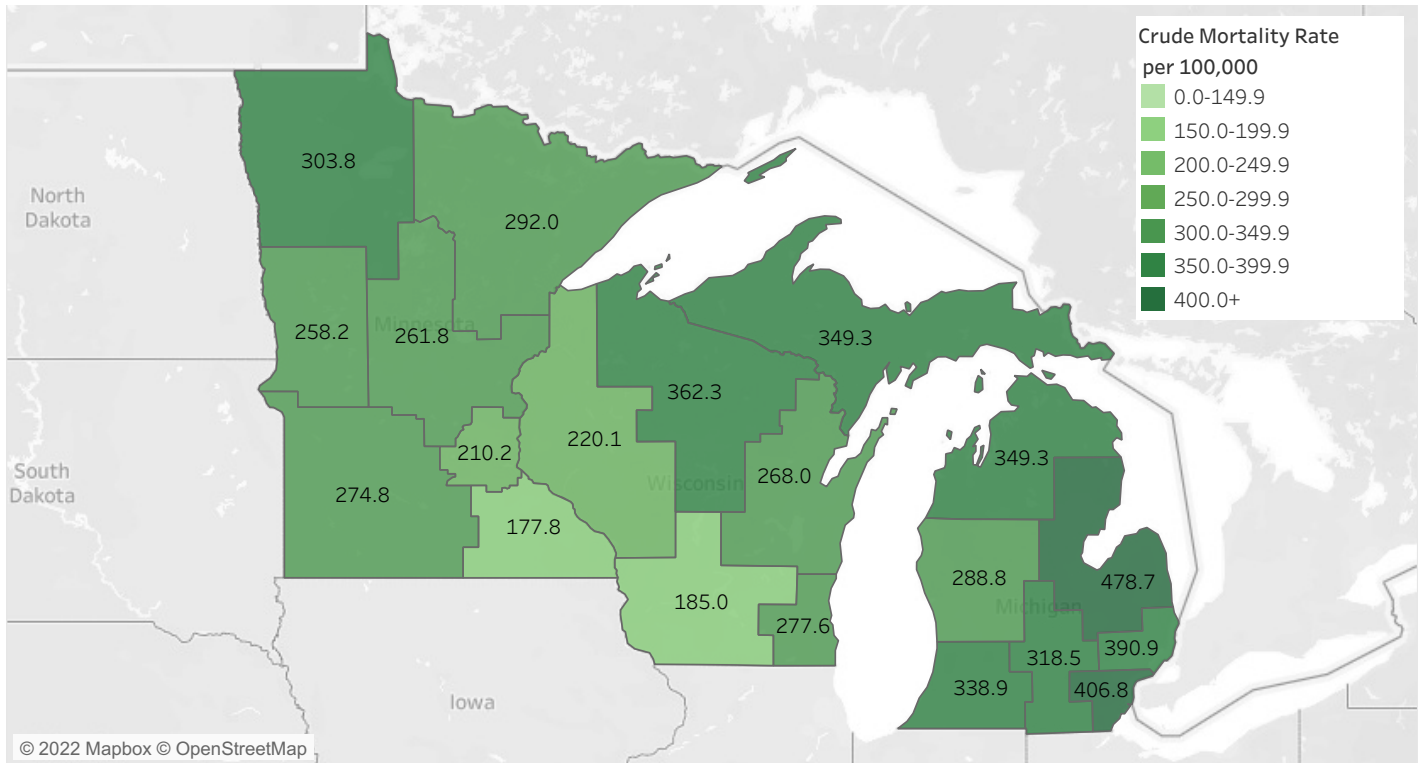 Crude Mortality Rate
per 100,000
0.0-149.9
150.0-199.9
200.0-249.9
250.0-299.9
300.0-349.9
350.0-399.9
400.0+
303.8
North
Dakota
292.0
258.2
Minnesota
261.8
349.3
362.3
210.2
220.1
349.3
South
Dakota
274.8
Wisconsin
268.0
177.8
288.8
478.7
185.0
Michigan
277.6
318.5
390.9
338.9
406.8
Iowa
© 2022 Mapbox © OpenStreetMap